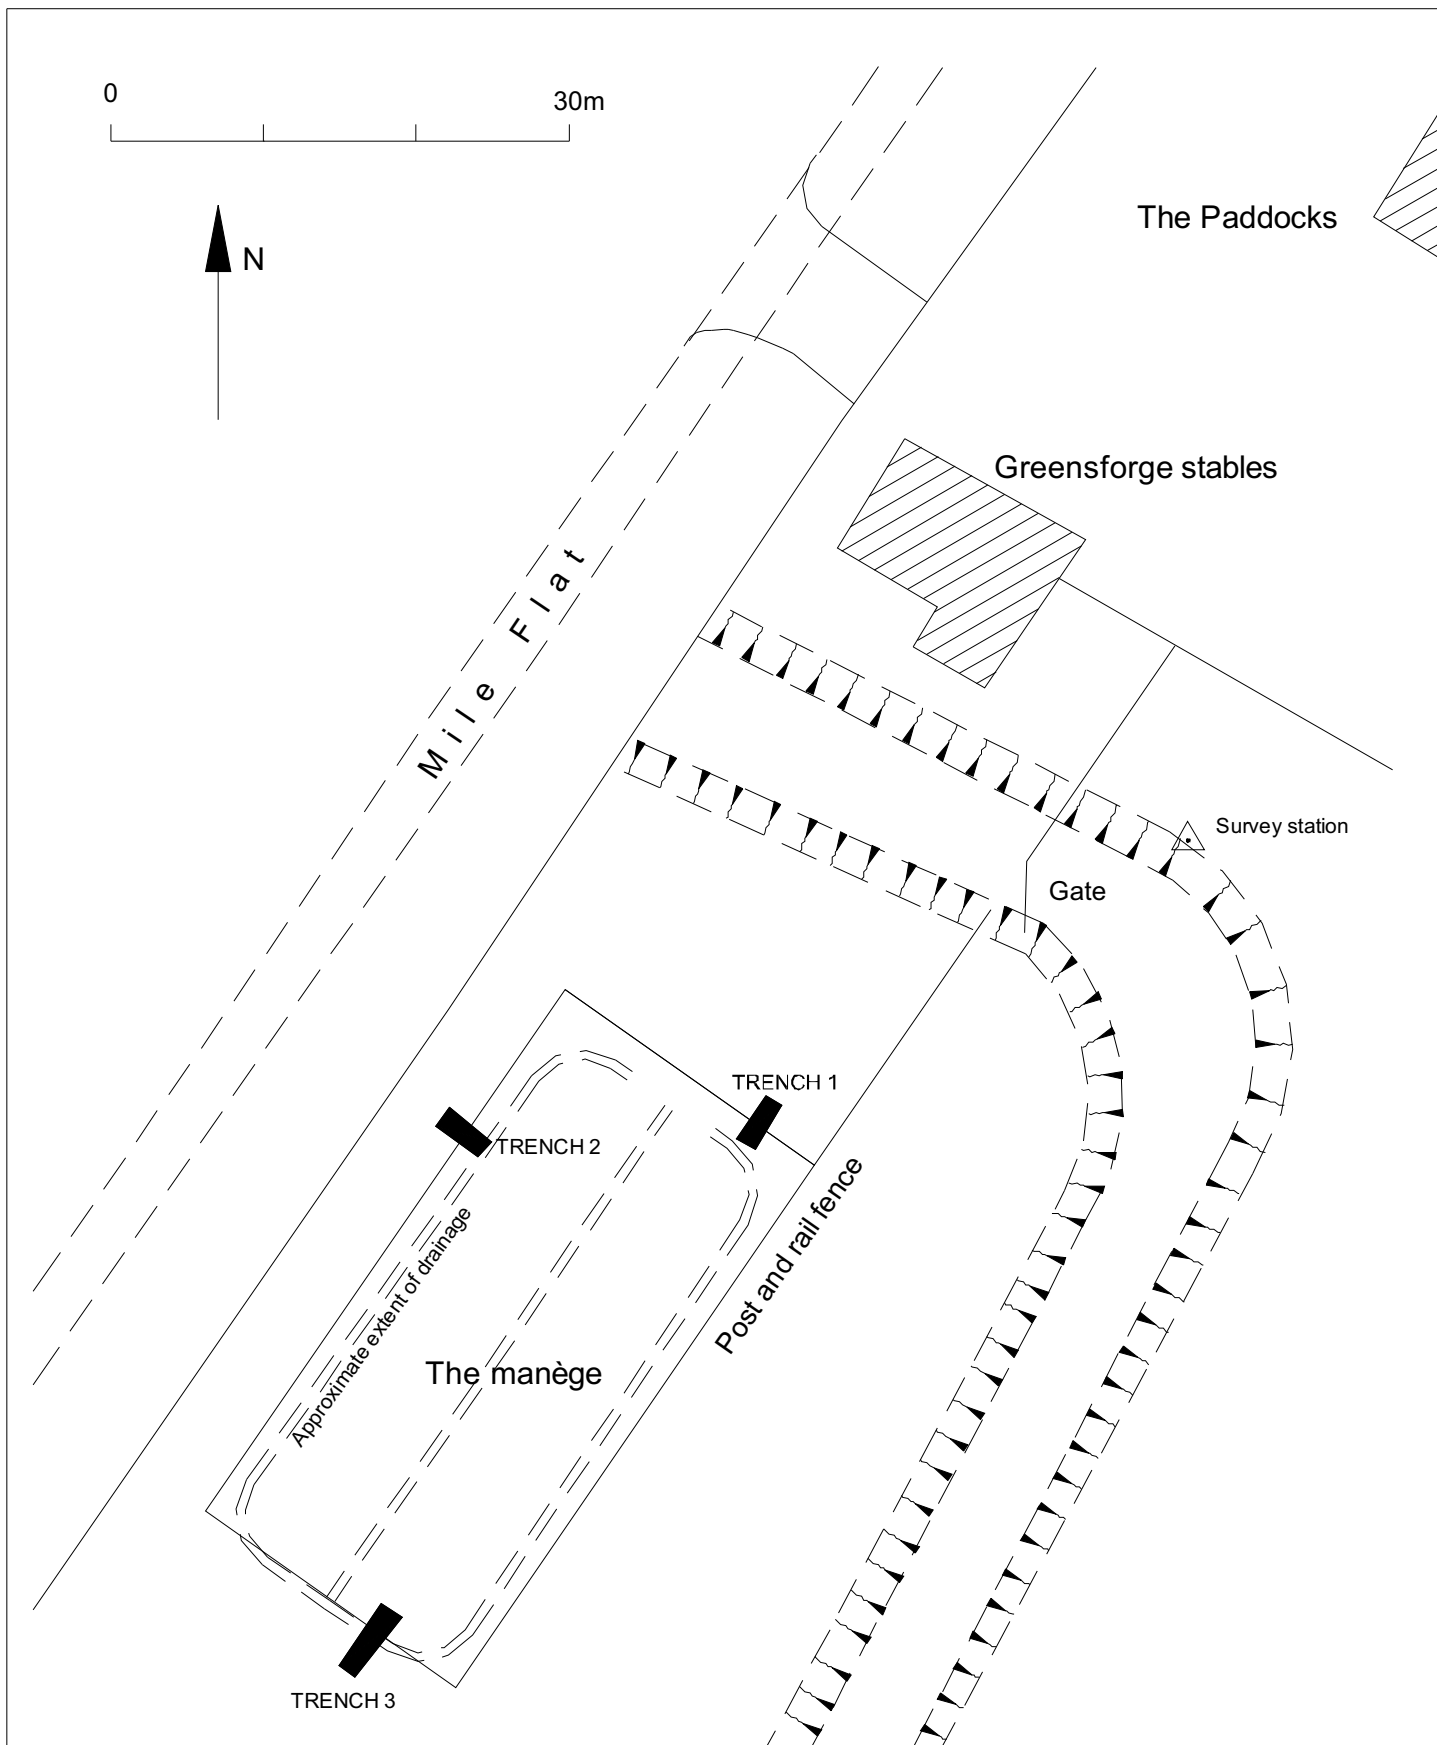 0
30m
N
The Paddocks
Greensforge stables
Mile Flat
Survey station
Gate
TRENCH 1
TRENCH 2
Post and rail fence
Approximate extent of drainage
The manège
TRENCH 3